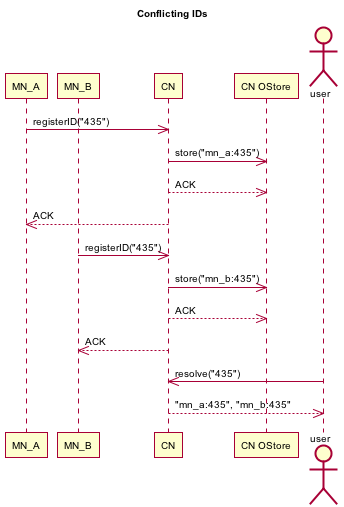 Conflicting IDs
user
MN_A MN_B CN CN OStore
registerID("435")
store("mn_a:435")
ACK
ACK
registerID("435")
store("mn_b:435")
ACK
ACK
resolve("435")
"mn_a:435", "mn_b:435"
MN_A MN_B CN CN OStore
user